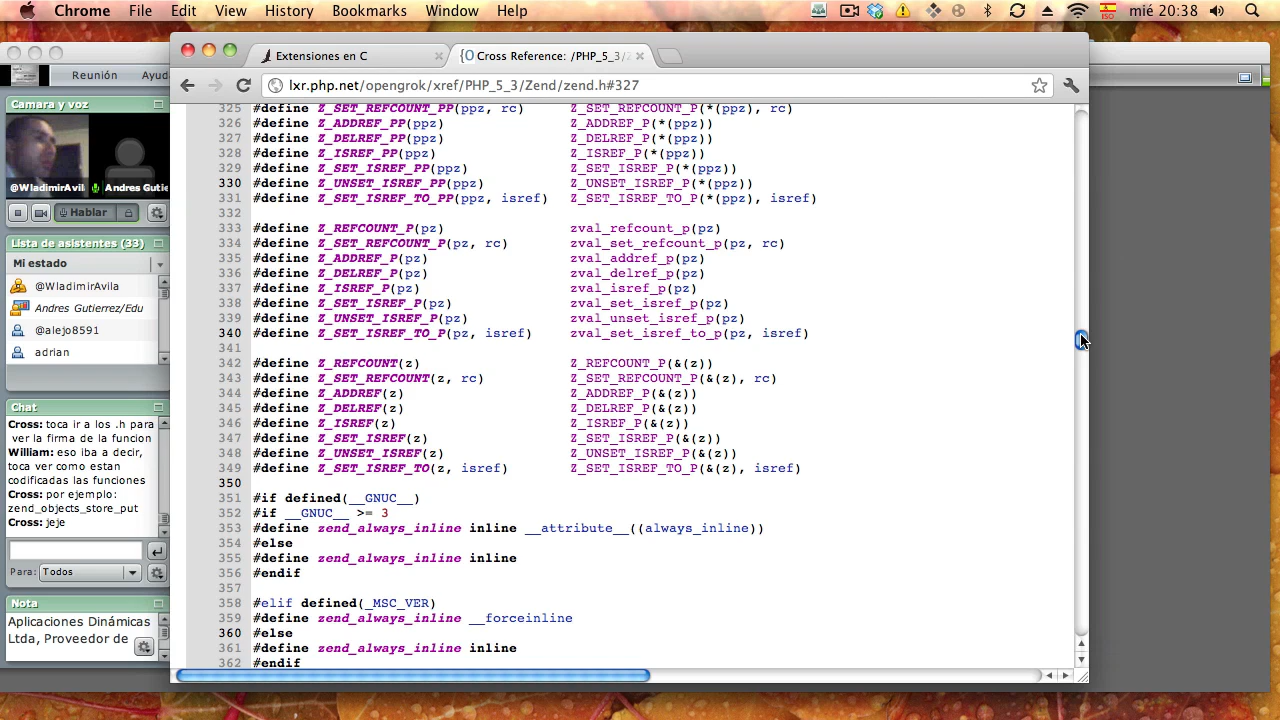 Chrome File Edit View History Bookmarks Window Help ISO mié 20:38
Extensiones en C
{O Cross Reference: /PHP_5_3/Z
lxr.php.net/opengrok/xref/PHP_5_3/Zend/zend.h#327
Reunión Ayud
Camara y voz
@WladimirAvila Andres Gutie
Hablar
Lista de asistentes (33)
Mi estado
@WladimirAvila
Andres Gutierrez/Edu
@alejo8591
adrian
Chat
Cross: toca ir a los .h para
ver la firma de la funcion
William: eso iba a decir,
toca ver como estan
codificadas las funciones
Cross: por ejemplo:
zend_objects_store_put
Cross: jeje
Para: Todos
Nota
Aplicaciones Dinámicas
Ltda, Proveedor de
325 #define Z_SET_REFCOUNT_PP(ppz, rc) Z_SET_REFCOUNT_P(*(ppz), rc)
326 #define Z_ADDREF_PP(ppz) Z_ADDREF_P(*(ppz))
327 #define Z_DELREF_PP(ppz) Z_DELREF_P(*(ppz))
328 #define Z_ISREF_PP(ppz) Z_ISREF_P(*(ppz))
329 #define Z_SET_ISREF_PP(ppz) Z_SET_ISREF_P(*(ppz))
330 #define Z_UNSET_ISREF_PP(ppz) Z_UNSET_ISREF_P(*(ppz))
331 #define Z_SET_ISREF_TO_PP(ppz, isref) Z_SET_ISREF_TO_P(*(ppz), isref)
332
333 #define Z_REFCOUNT_P(pz) zval_refcount_p(pz)
334 #define Z_SET_REFCOUNT_P(pz, rc) zval_set_refcount_p(pz, rc)
335 #define Z_ADDREF_P(pz) zval_addref_p(pz)
336 #define Z_DELREF_P(pz) zval_delref_p(pz)
337 #define Z_ISREF_P(pz) zval_isref_p(pz)
338 #define Z_SET_ISREF_P(pz) zval_set_isref_p(pz)
339 #define Z_UNSET_ISREF_P(pz) zval_unset_isref_p(pz)
340 #define Z_SET_ISREF_TO_P(pz, isref) zval_set_isref_to_p(pz, isref)
341
342 #define Z_REFCOUNT(z) Z_REFCOUNT_P(&(z))
343 #define Z_SET_REFCOUNT(z, rc) Z_SET_REFCOUNT_P(&(z), rc)
344 #define Z_ADDREF(z) Z_ADDREF_P(&(z))
345 #define Z_DELREF(z) Z_DELREF_P(&(z))
346 #define Z_ISREF(z) Z_ISREF_P(&(z))
347 #define Z_SET_ISREF(z) Z_SET_ISREF_P(&(z))
348 #define Z_UNSET_ISREF(z) Z_UNSET_ISREF_P(&(z))
349 #define Z_SET_ISREF_TO(z, isref) Z_SET_ISREF_TO_P(&(z), isref)
350
351 #if defined(__GNUC__)
352 #if __GNUC__ >= 3
353 #define zend_always_inline inline __attribute__((always_inline))
354 #else
355 #define zend_always_inline inline
356 #endif
357
358 #elif defined(_MSC_VER)
359 #define zend_always_inline __forceinline
360 #else
361 #define zend_always_inline inline
362 #endif